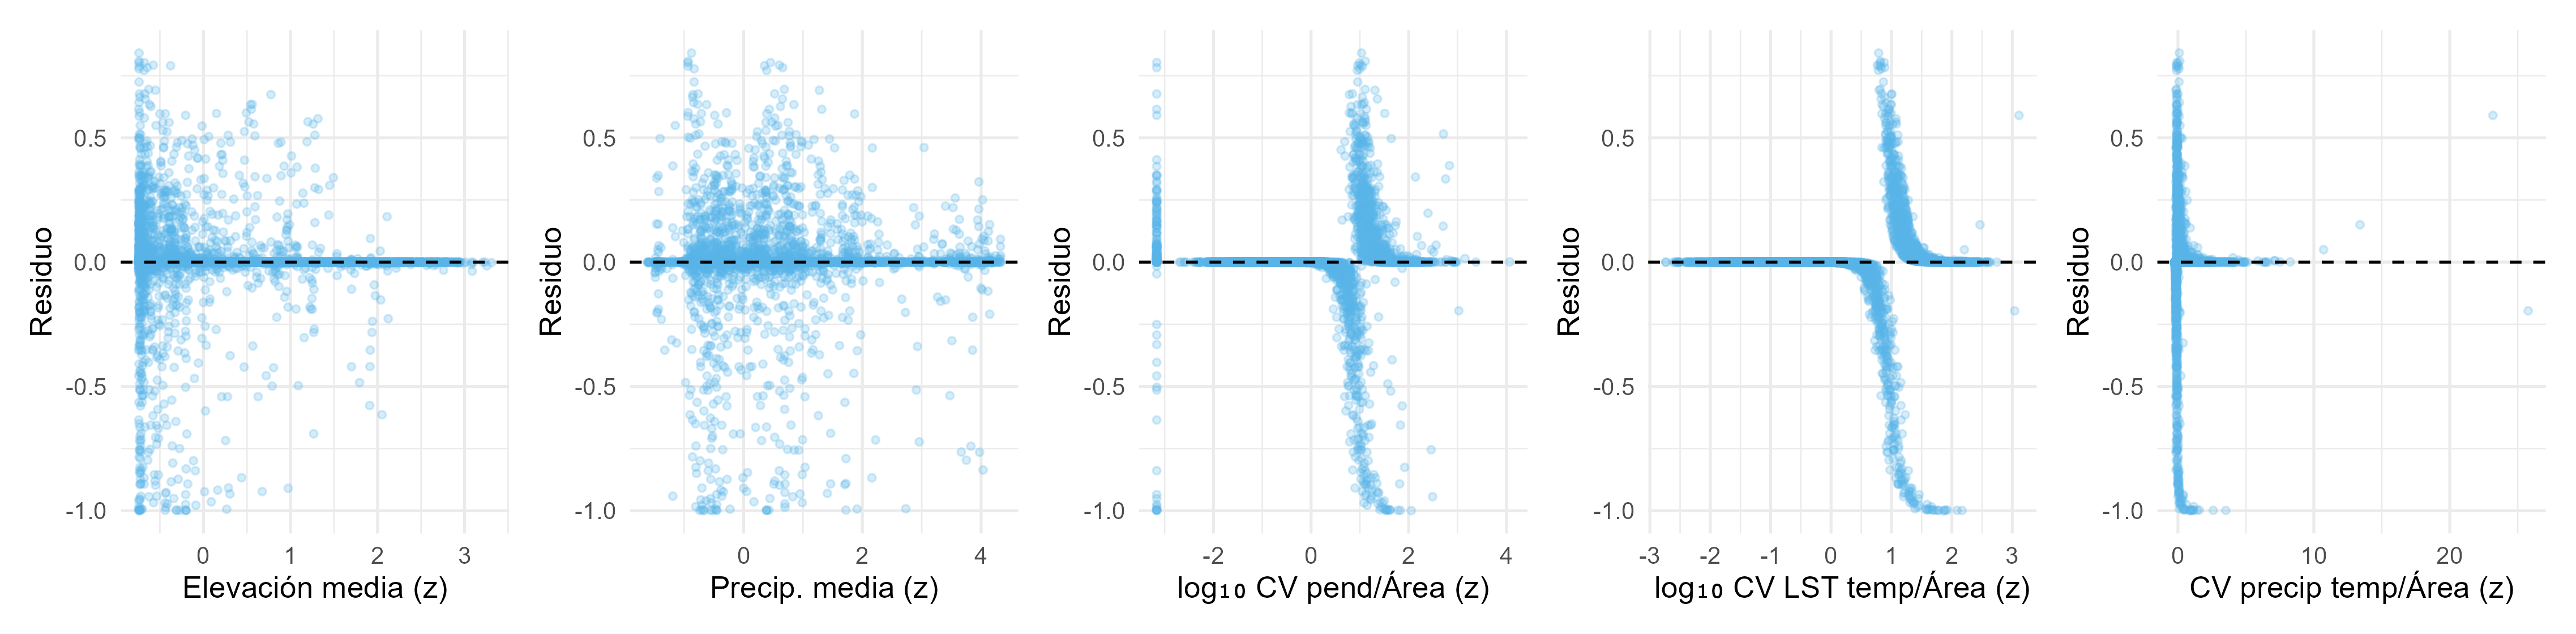 Residuo
0.5
0.0
-0.5
-1.0
0 1 2 3
Elevación media (z)
Residuo
0.5
0.0
-0.5
-1.0
0 2 4
Precip. media (z)
Residuo
0.5
0.0
-0.5
-1.0
-2 0 2 4
log₁₀ CV pend/Área (z)
Residuo
0.5
0.0
-0.5
-1.0
-3 -2 -1 0 1 2 3
log₁₀ CV LST temp/Área (z)
Residuo
0.5
0.0
-0.5
-1.0
0 10 20
CV precip temp/Área (z)